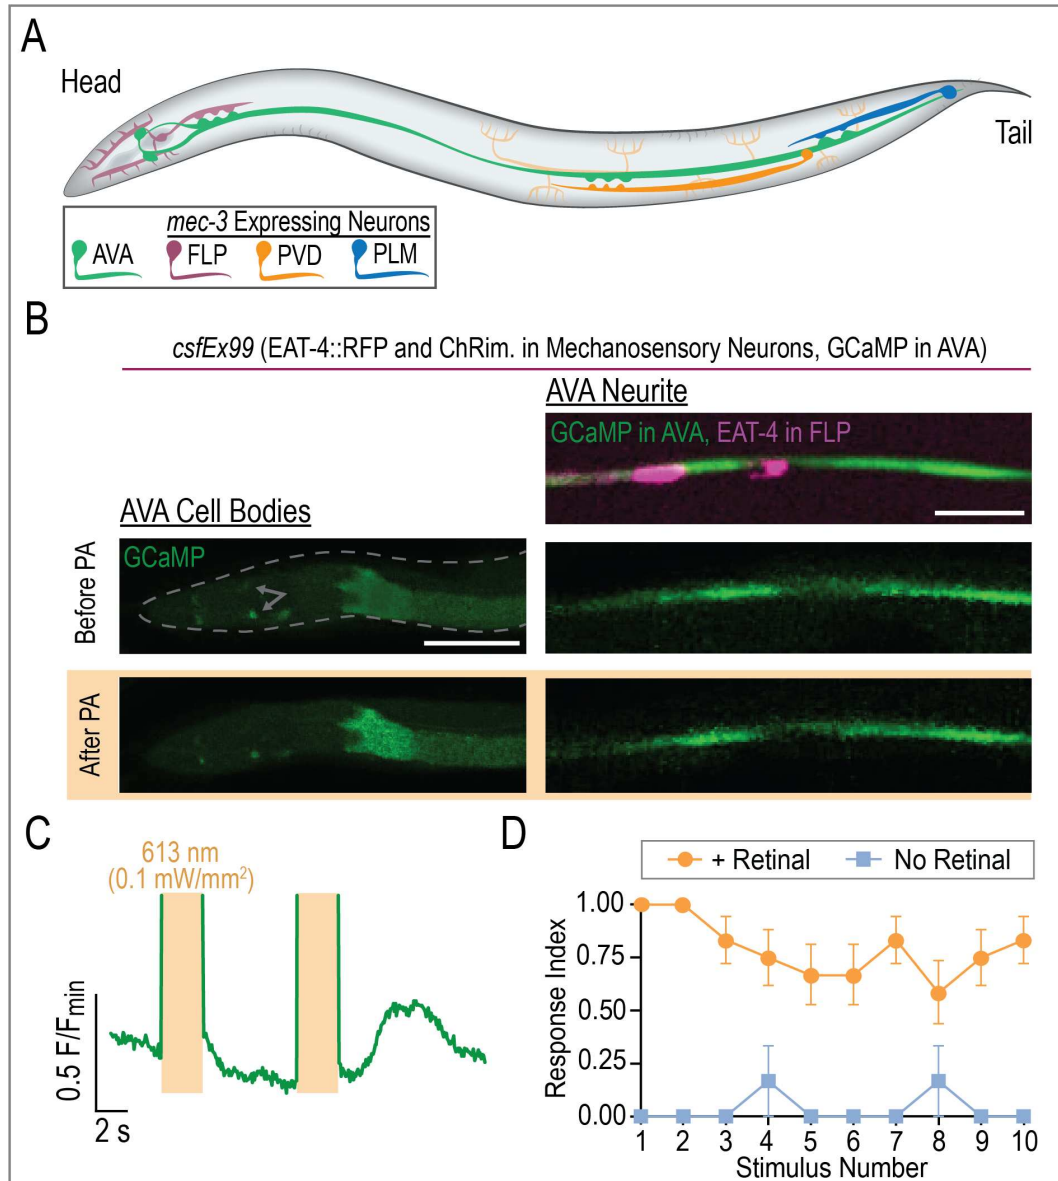 A
Head
Tail
mec-3 Expressing Neurons
AVA
FLP
PVD
PLM
B
csfEx99 (EAT-4::RFP and ChRim. in Mechanosensory Neurons, GCaMP in AVA)
AVA Neurite
GCaMP in AVA, EAT-4 in FLP
AVA Cell Bodies
GCaMP
Before PA
After PA
C
613 nm
(0.1 mW/mm²)
0.5 F/Fmin
2 s
D
+ Retinal
No Retinal
Response Index
1.00
0.75
0.50
0.25
0.00
1 2 3 4 5 6 7 8 9 10
Stimulus Number